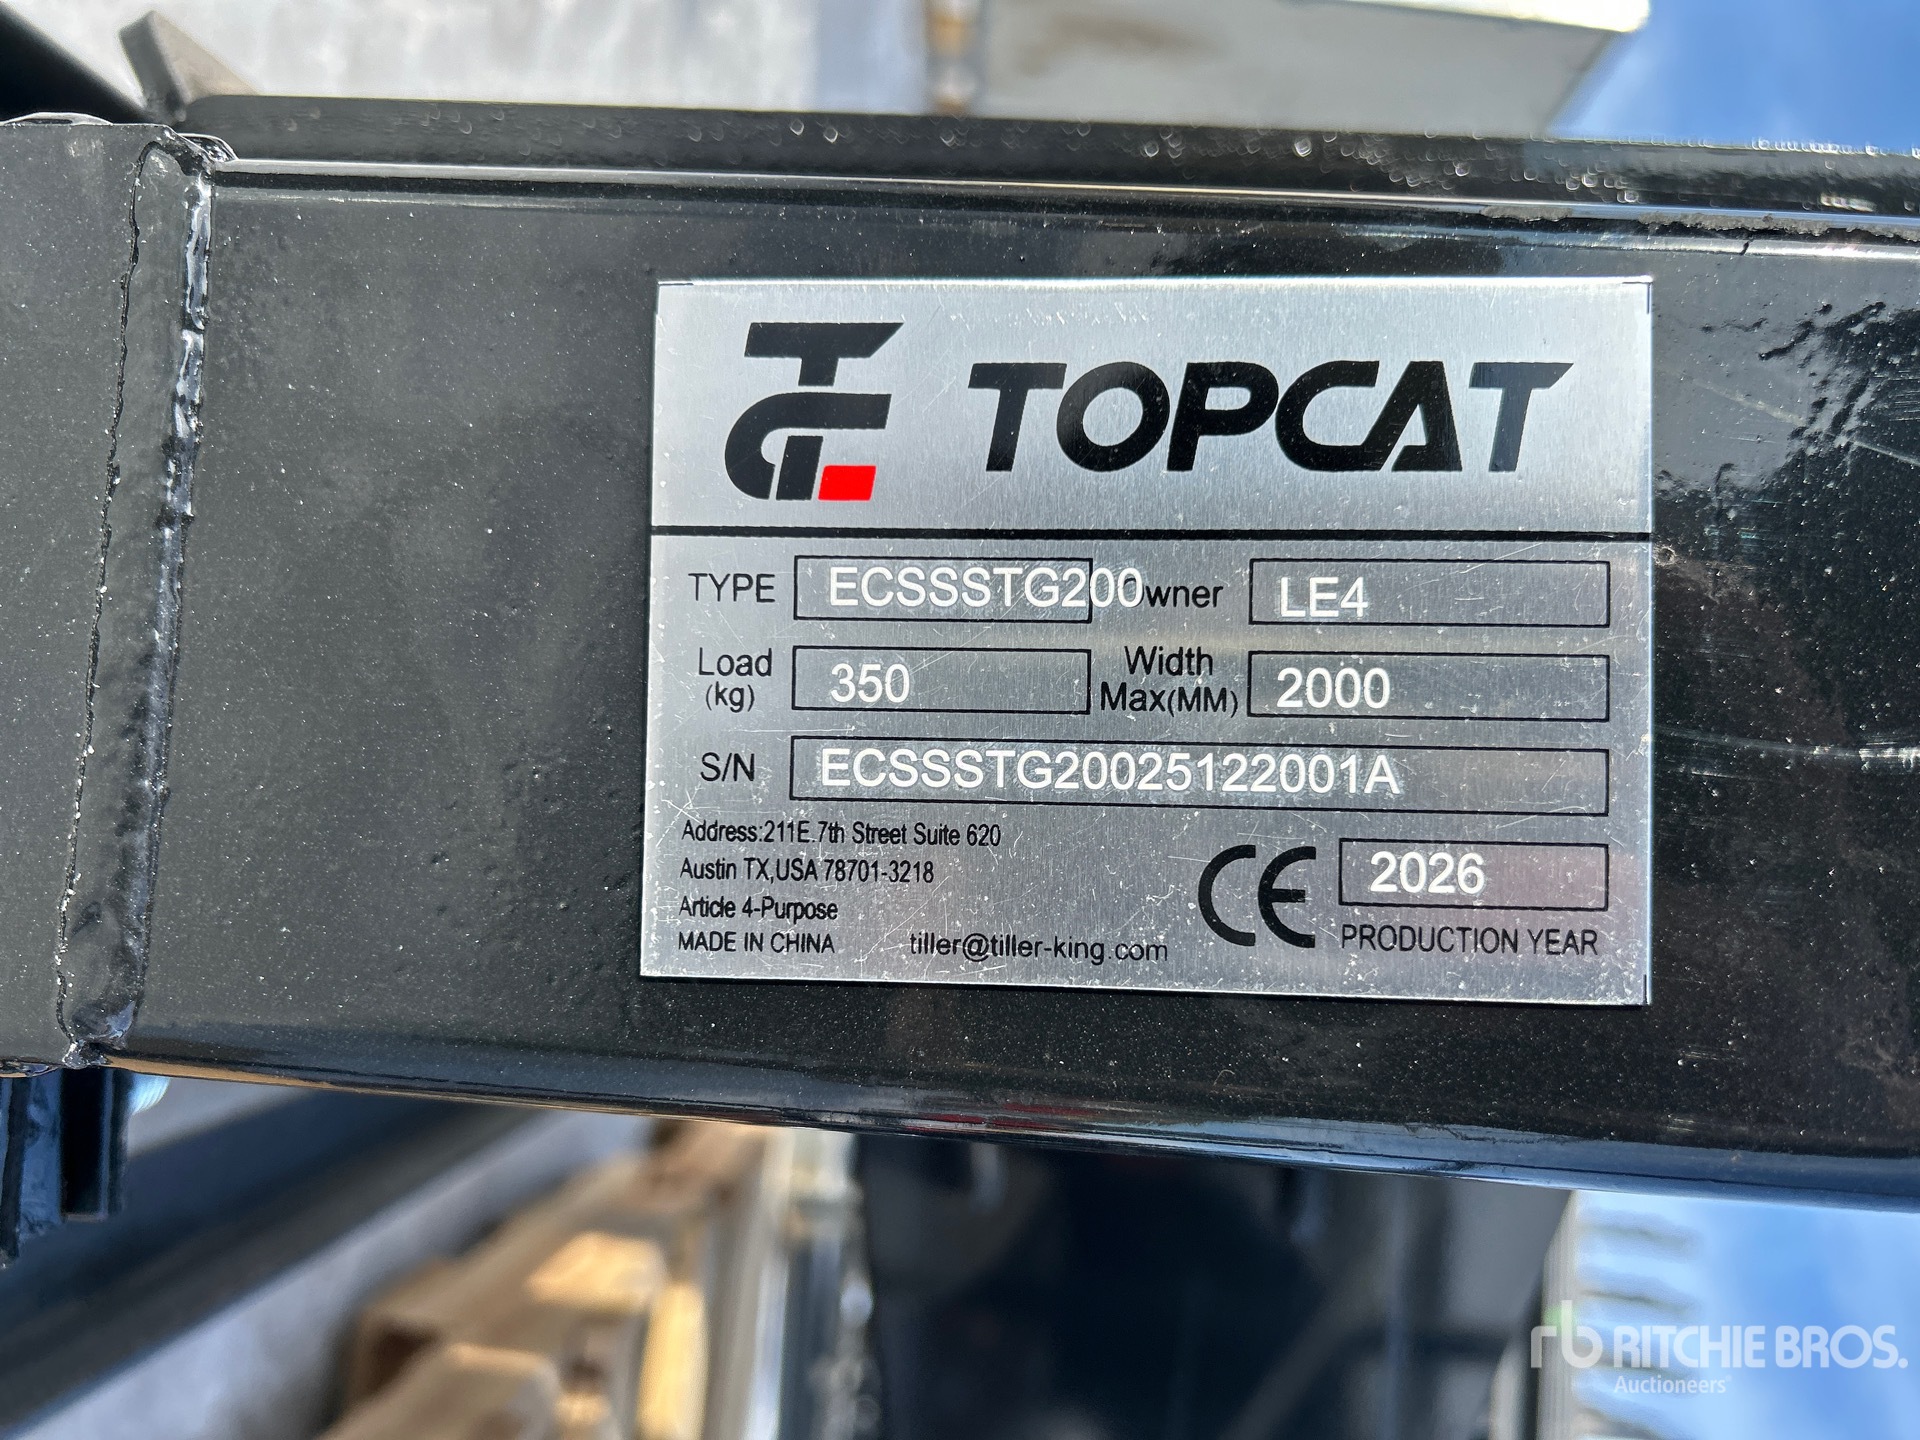 TC TOPCAT
TYPE ECSSSTG200 Owner LE4
Load (kg) 350 Width Max(MM) 2000
S/N ECSSSTG20025122001A
Address:211E.7th Street Suite 620
Austin TX,USA 78701-3218
Article 4-Purpose
MADE IN CHINA tiller@tiller-king.com
CE 2026
PRODUCTION YEAR
rb RITCHIE BROS.
Auctioneers